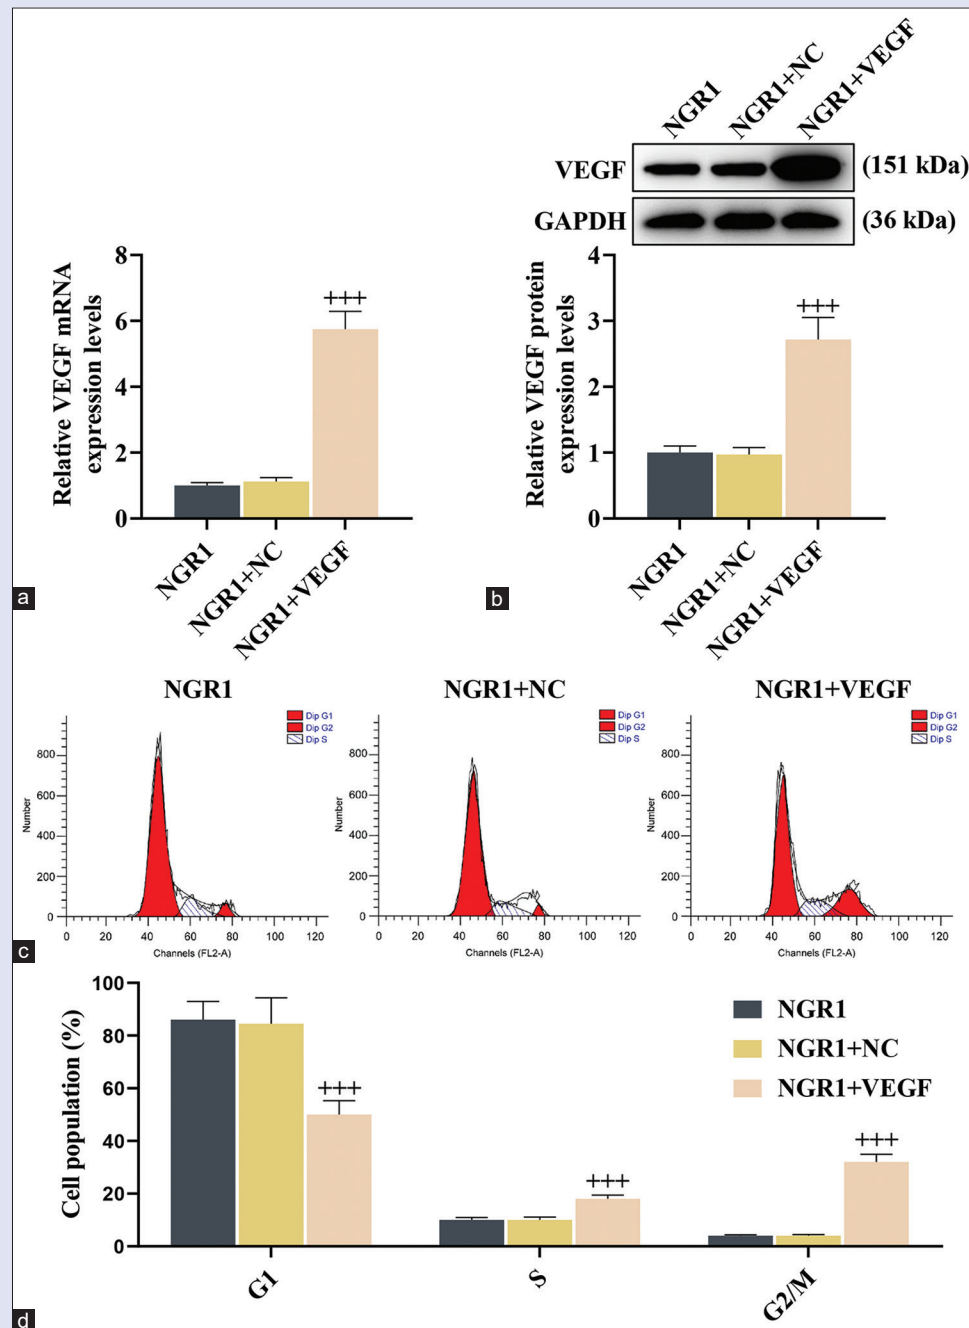 NGR1
NGR1+NC
NGR1+VEGF
VEGF
(151 kDa)
GAPDH
(36 kDa)
Relative VEGF mRNA
expression levels
8
6
4
2
0
+++
NGR1
NGR1+NC
NGR1+VEGF
a
Relative VEGF protein
expression levels
4
3
2
1
0
+++
NGR1
NGR1+NC
NGR1+VEGF
b
NGR1
Dip G1
Dip G2
Dip S
Number
800
600
400
200
0
0 20 40 60 80 100 120
Channels (FL2-A)
NGR1+NC
Dip G1
Dip G2
Dip S
Number
800
600
400
200
0
0 20 40 60 80 100 120
Channels (FL2-A)
NGR1+VEGF
Dip G1
Dip G2
Dip S
Number
800
600
400
200
0
0 20 40 60 80 100 120
Channels (FL2-A)
c
Cell population (%)
100
80
60
40
20
0
+++
+++
+++
NGR1
NGR1+NC
NGR1+VEGF
G1
S
G2/M
d